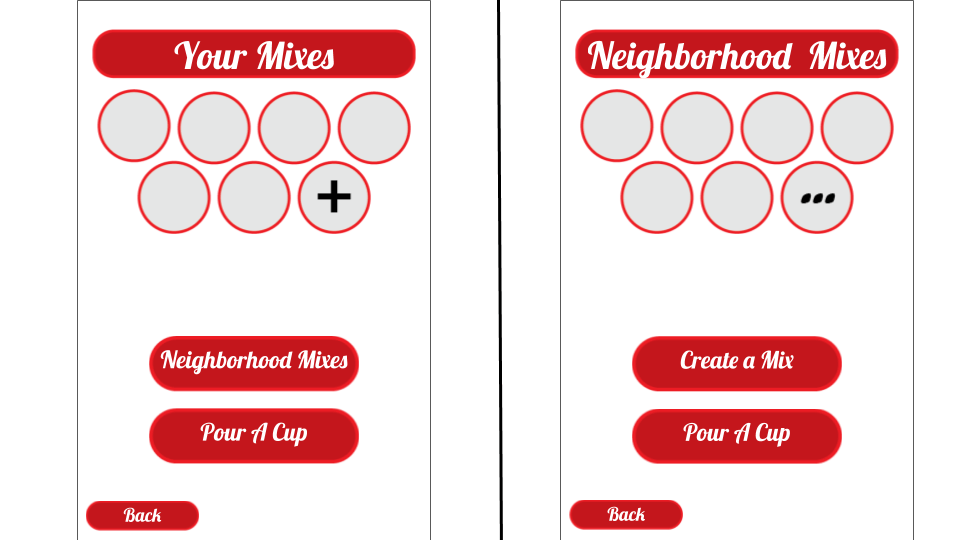 Your Mixes
+
Neighborhood Mixes
Pour A Cup
Back
Neighborhood Mixes
...
Create a Mix
Pour A Cup
Back